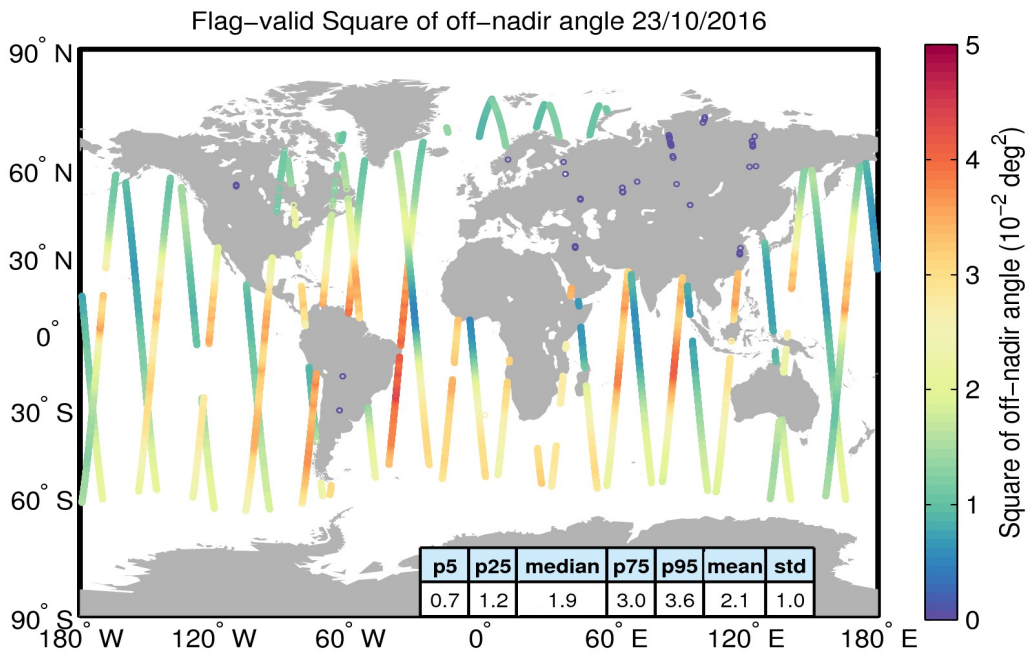 Flag−valid Square of off−nadir angle 23/10/2016
90° N
60° N
30° N
0°
30° S
60° S
90° S
180° W
120° W
60° W
0°
60° E
120° E
180° E
p5 p25 median p75 p95 mean std
0.7 1.2 1.9 3.0 3.6 2.1 1.0
5
4
3
2
1
0
Square of off−nadir angle (10⁻² deg²)